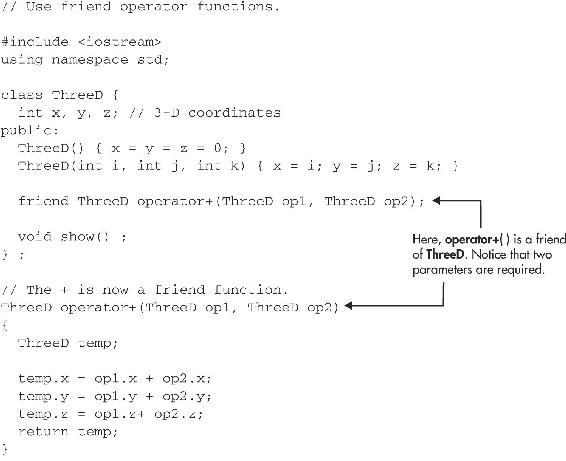 // Use friend operator functions.
#include <iostream>
using namespace std;
class ThreeD {
int x, y, z; // 3-D coordinates
public:
ThreeD() { x = y = z = 0; }
ThreeD(int i, int j, int k) { x = i; y = j; z = k; }
friend ThreeD operator+(ThreeD op1, ThreeD op2);
void show() ;
} ;
Here, operator+( ) is a friend
of ThreeD. Notice that two
parameters are required.
// The + is now a friend function.
ThreeD operator+(ThreeD op1, ThreeD op2)
{
ThreeD temp;
temp.x = op1.x + op2.x;
temp.y = op1.y + op2.y;
temp.z = op1.z+ op2.z;
return temp;
}